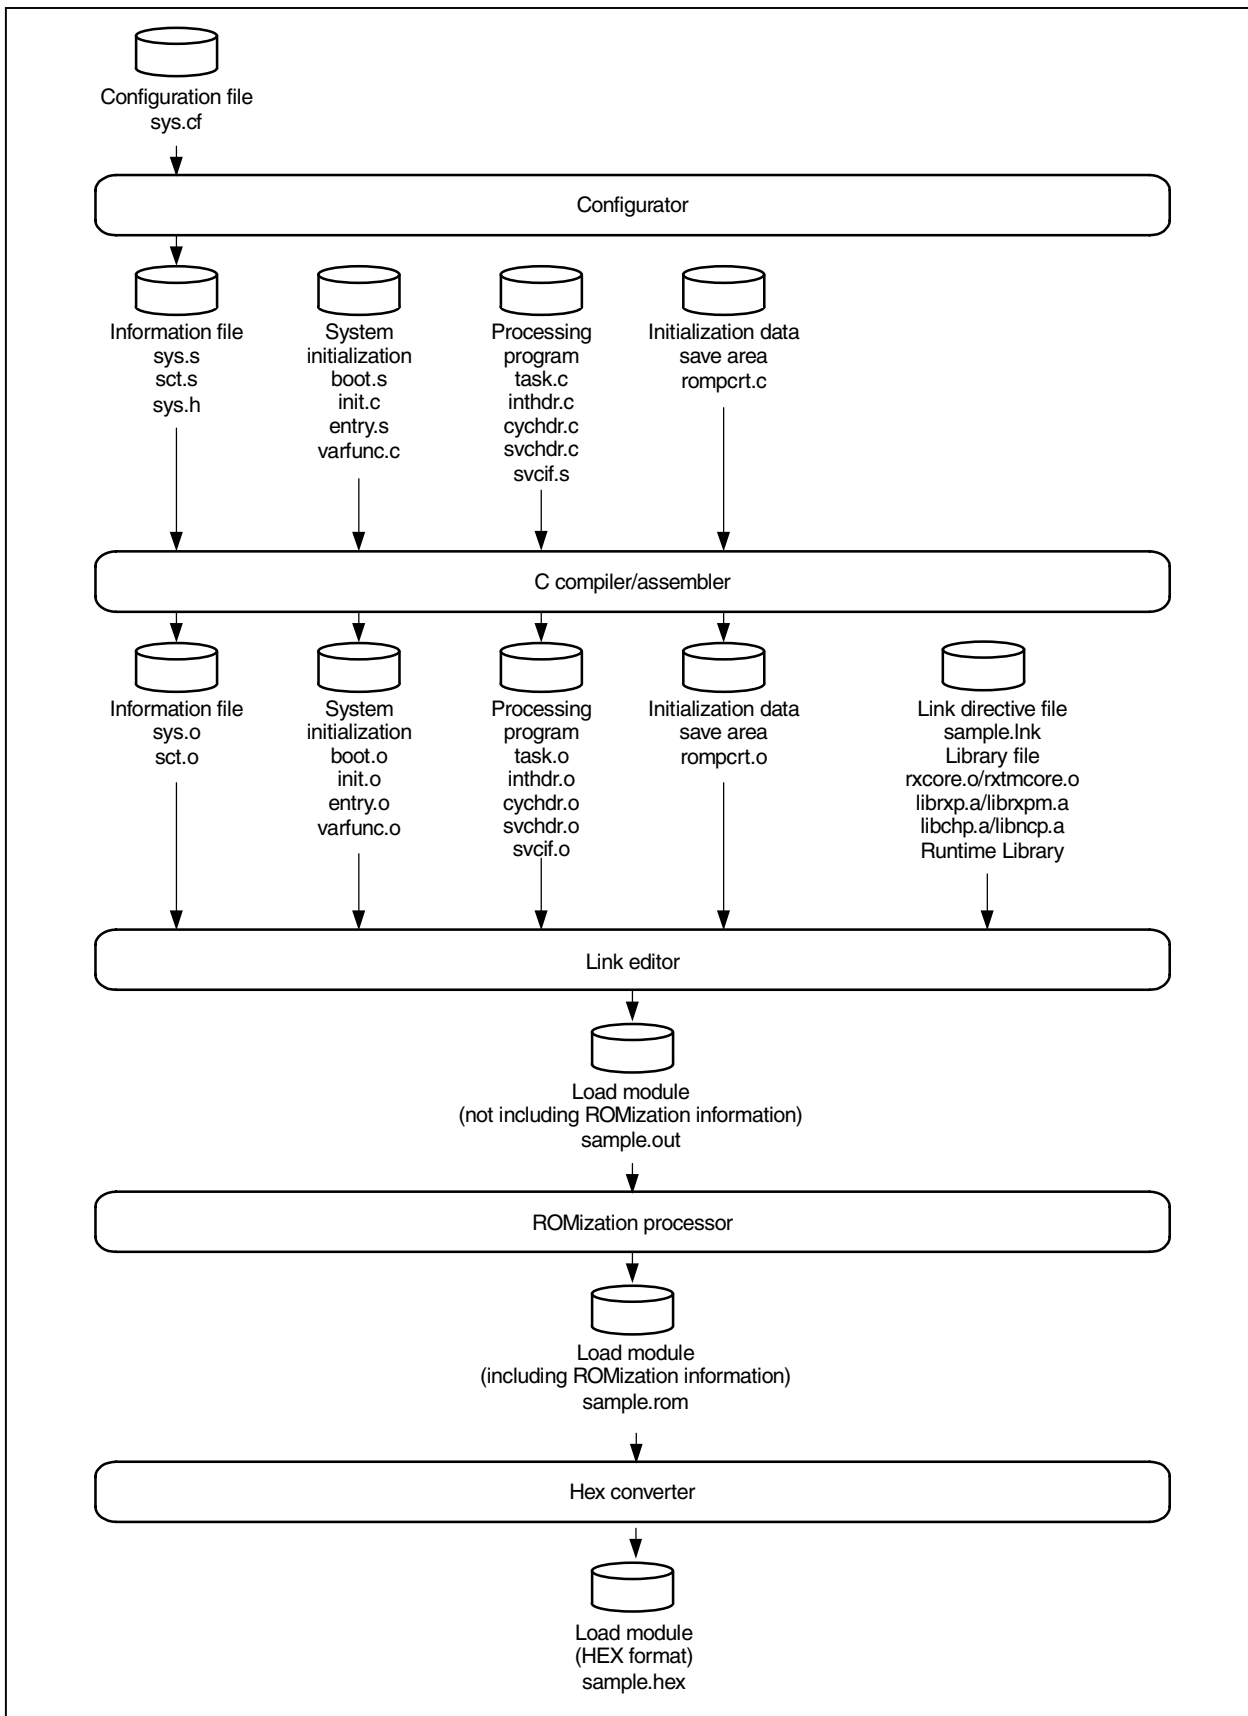 Configuration file
sys.cf
Configurator
Information file
sys.s
sct.s
sys.h
System
initialization
boot.s
init.c
entry.s
varfunc.c
Processing
program
task.c
inthdr.c
cychdr.c
svchdr.c
svcif.s
Initialization data
save area
rompcrt.c
C compiler/assembler
Information file
sys.o
sct.o
System
initialization
boot.o
init.o
entry.o
varfunc.o
Processing
program
task.o
inthdr.o
cychdr.o
svchdr.o
svcif.o
Initialization data
save area
rompcrt.o
Link directive file
sample.lnk
Library file
rxcore.o/rxtmcore.o
librxp.a/librxpm.a
libchp.a/libncp.a
Runtime Library
Link editor
Load module
(not including ROMization information)
sample.out
ROMization processor
Load module
(including ROMization information)
sample.rom
Hex converter
Load module
(HEX format)
sample.hex